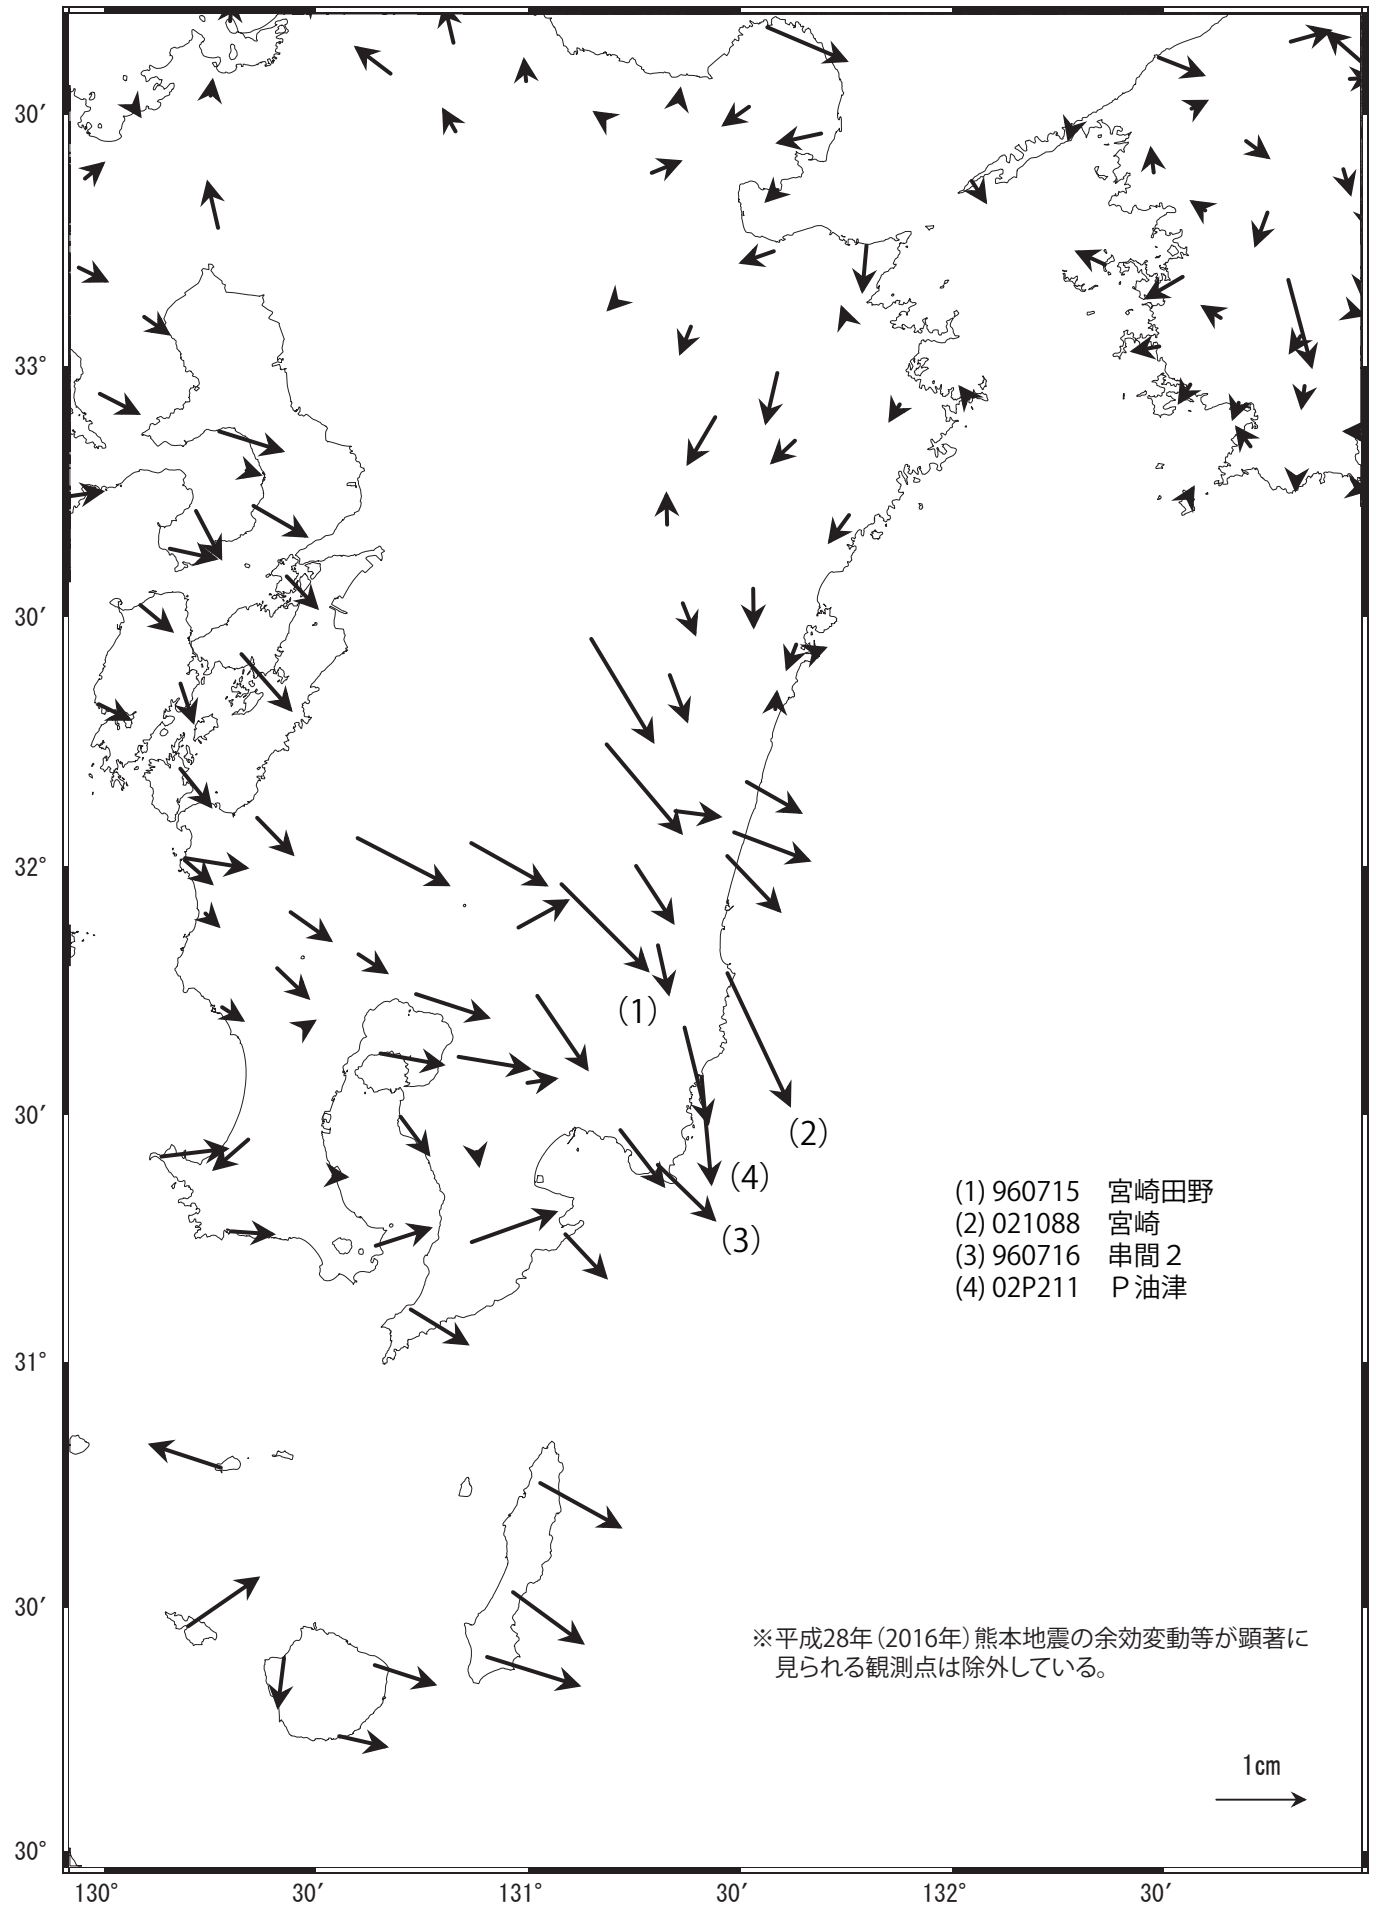 30′
33°
30′
32°
30′
31°
30′
30°
130°
30′
131°
30′
132°
30′
(1)
(2)
(4)
(3)
(1) 960715 宮崎田野
(2) 021088 宮崎
(3) 960716 串間２
(4) 02P211 Ｐ油津
※平成28年（2016年）熊本地震の余効変動等が顕著に
見られる観測点は除外している。
1cm